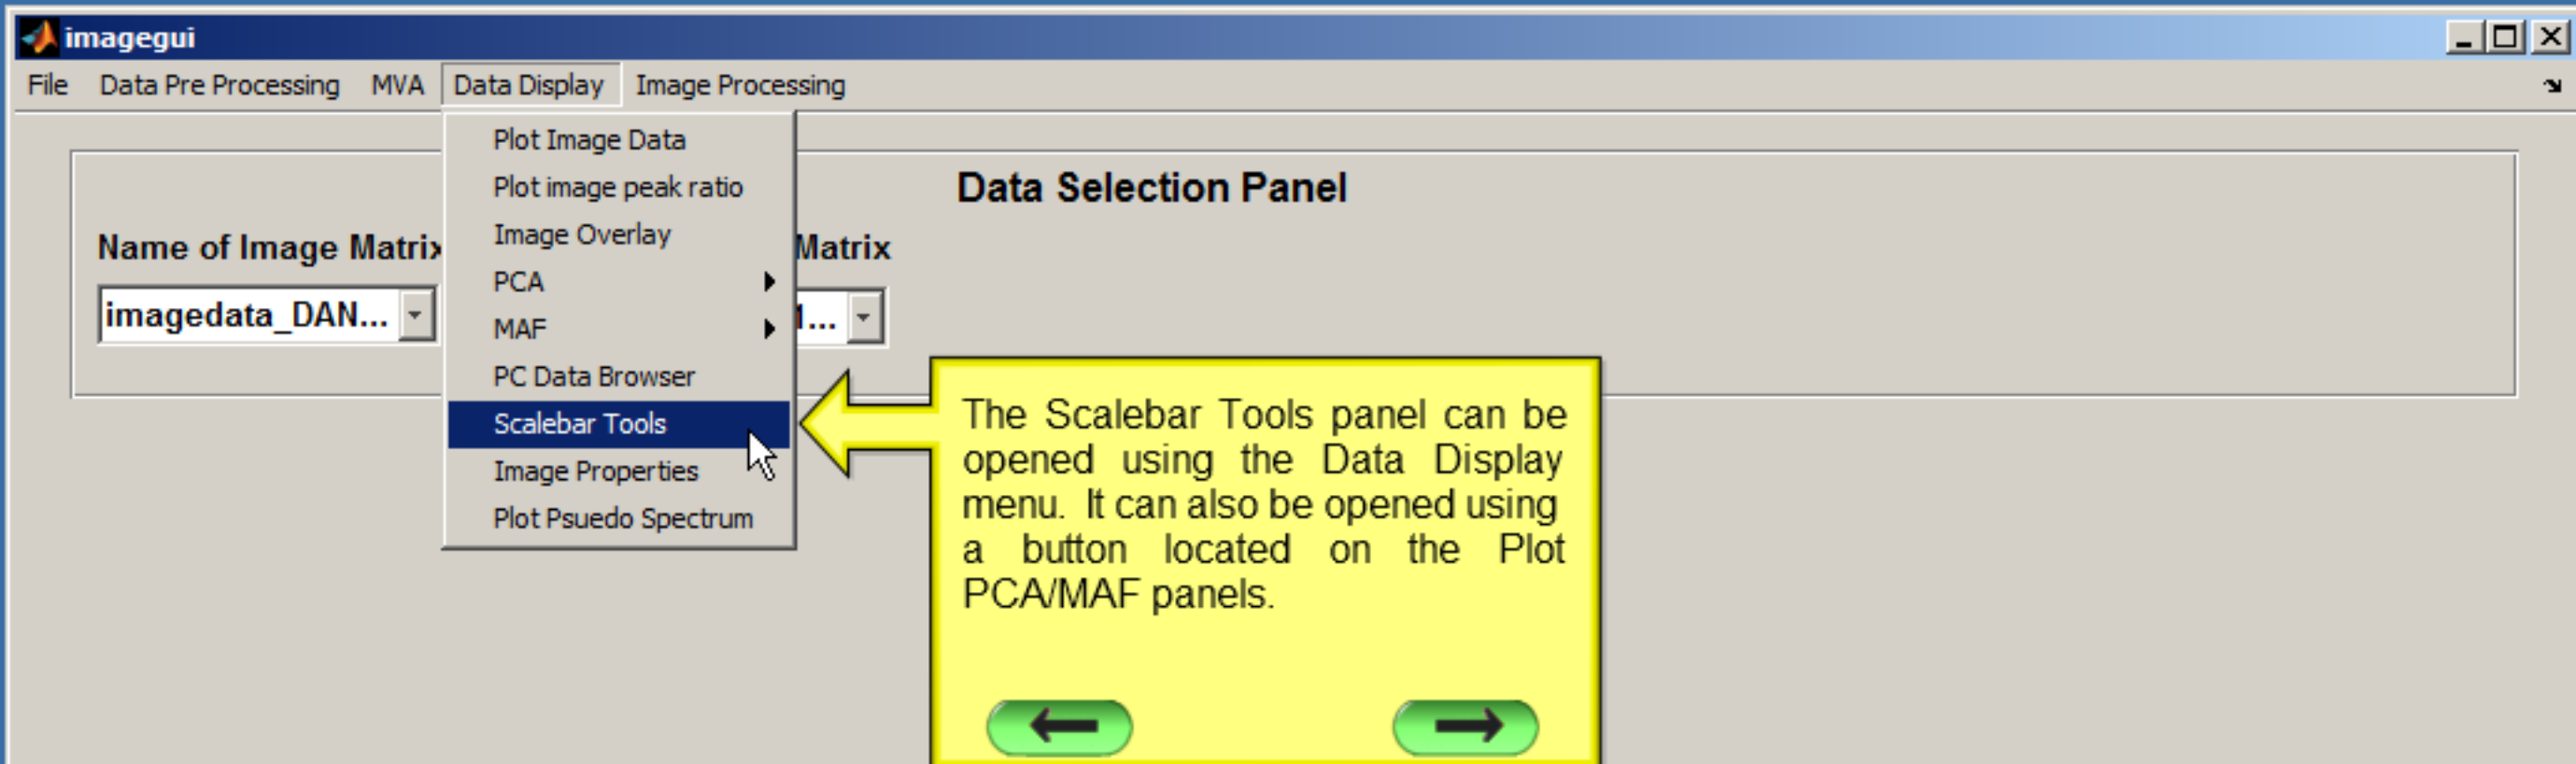 imagegui
File Data Pre Processing MVA Data Display Image Processing
Plot Image Data
Plot image peak ratio
Image Overlay
PCA
MAF
PC Data Browser
Scalebar Tools
Image Properties
Plot Psuedo Spectrum
Data Selection Panel
Name of Image Matrix
imagedata_DAN...
Matrix
The Scalebar Tools panel can be
opened using the Data Display
menu. It can also be opened using
a button located on the Plot
PCA/MAF panels.